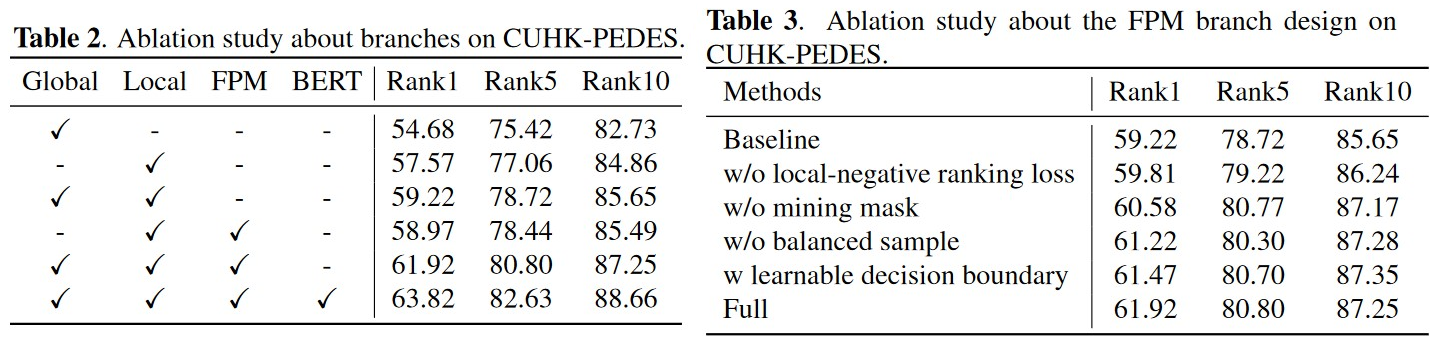 Table 2. Ablation study about branches on CUHK-PEDES.
Global Local FPM BERT Rank1 Rank5 Rank10
✓ - - - 54.68 75.42 82.73
- ✓ - - 57.57 77.06 84.86
✓ ✓ - - 59.22 78.72 85.65
- ✓ ✓ - 58.97 78.44 85.49
✓ ✓ ✓ - 61.92 80.80 87.25
✓ ✓ ✓ ✓ 63.82 82.63 88.66
Table 3. Ablation study about the FPM branch design on
CUHK-PEDES.
Methods Rank1 Rank5 Rank10
Baseline 59.22 78.72 85.65
w/o local-negative ranking loss 59.81 79.22 86.24
w/o mining mask 60.58 80.77 87.17
w/o balanced sample 61.22 80.30 87.28
w learnable decision boundary 61.47 80.70 87.35
Full 61.92 80.80 87.25